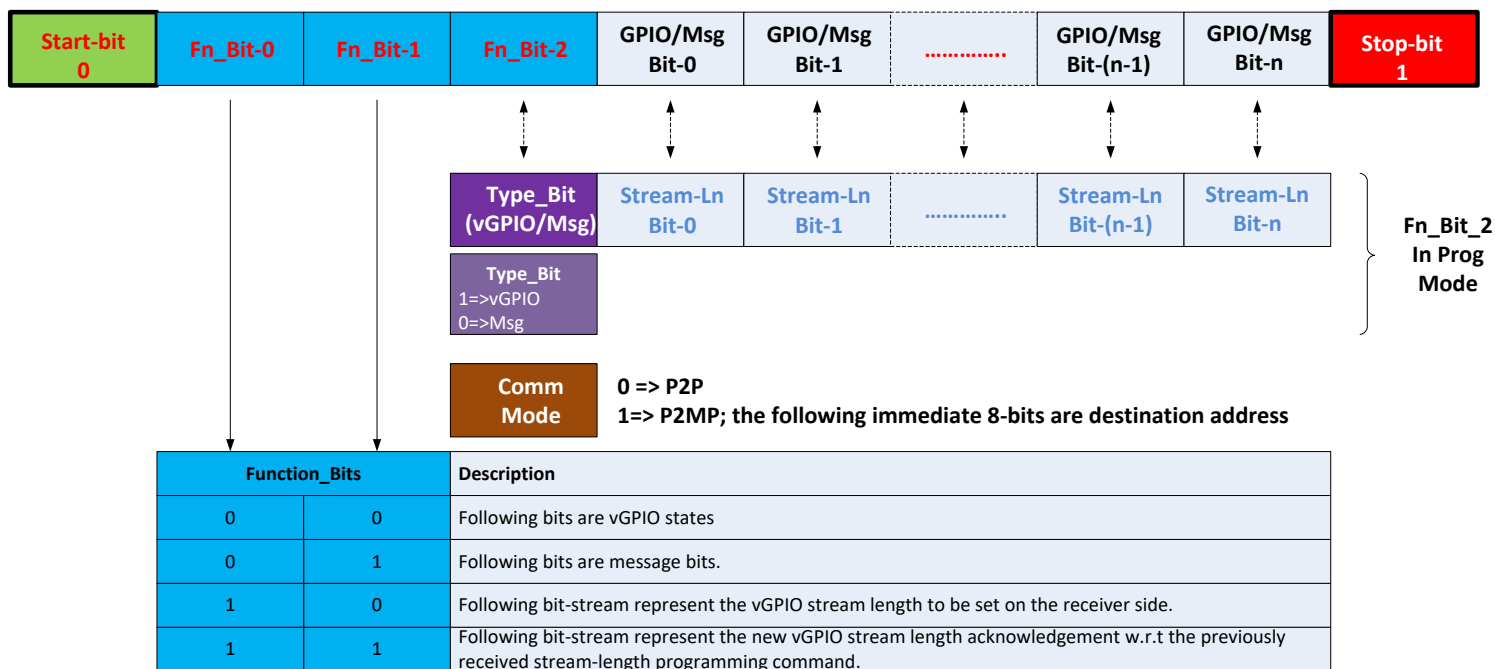 Start-bit
0
Fn_Bit-0
Fn_Bit-1
Fn_Bit-2
GPIO/Msg
Bit-0
GPIO/Msg
Bit-1
…………..
GPIO/Msg
Bit-(n-1)
GPIO/Msg
Bit-n
Stop-bit
1
Type_Bit
(vGPIO/Msg)
Stream-Ln
Bit-0
Stream-Ln
Bit-1
…………..
Stream-Ln
Bit-(n-1)
Stream-Ln
Bit-n
Fn_Bit_2
In Prog
Mode
Type_Bit
1=>vGPIO
0=>Msg
Comm
Mode
0 => P2P
1=> P2MP; the following immediate 8-bits are destination address
Function_Bits
Description
0
0
Following bits are vGPIO states
0
1
Following bits are message bits.
1
0
Following bit-stream represent the vGPIO stream length to be set on the receiver side.
1
1
Following bit-stream represent the new vGPIO stream length acknowledgement w.r.t the previously
received stream-length programming command.